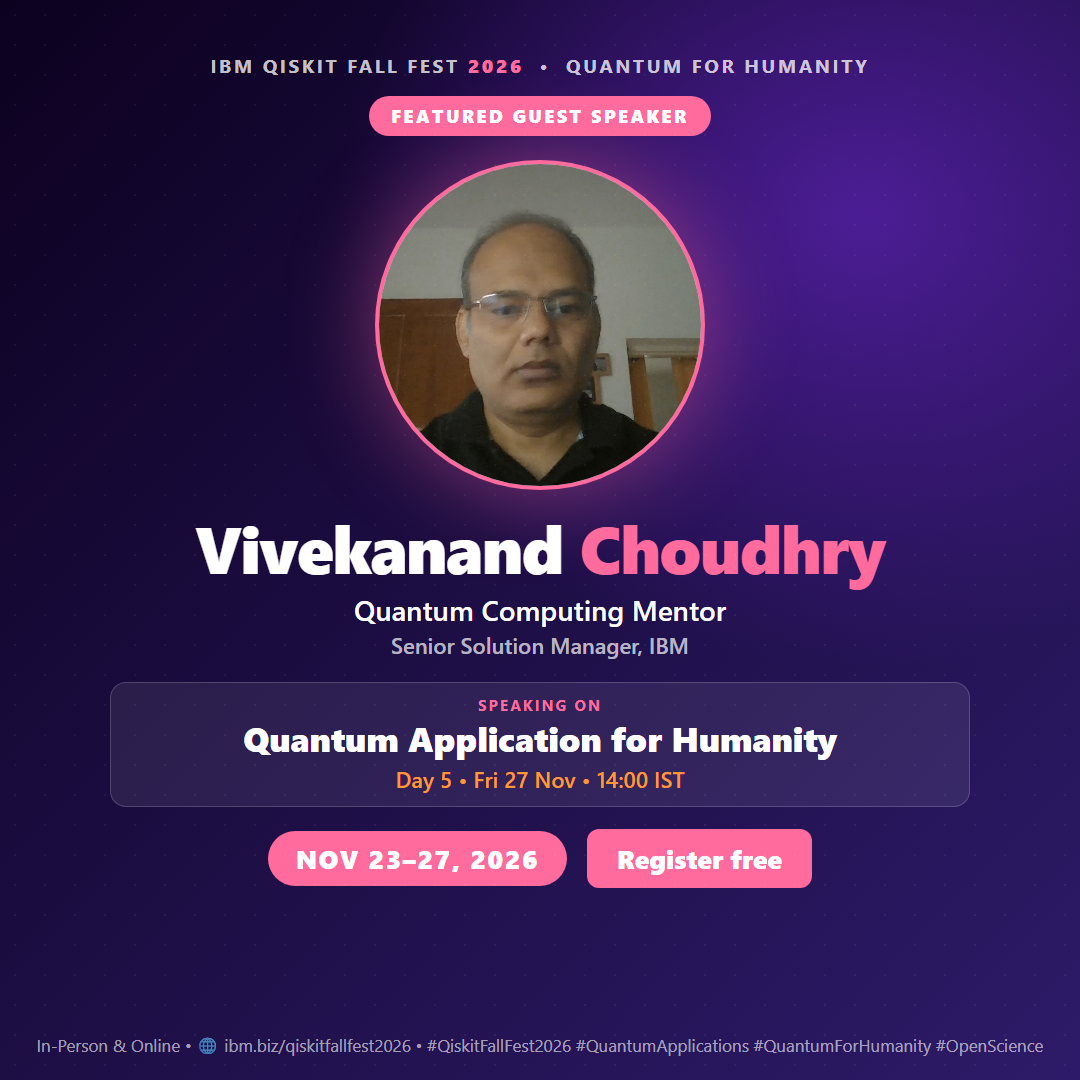 IBM QISKIT FALL FEST 2026 • QUANTUM FOR HUMANITY
FEATURED GUEST SPEAKER
Vivekanand Choudhry
Quantum Computing Mentor
Senior Solution Manager, IBM
SPEAKING ON
Quantum Application for Humanity
Day 5 • Fri 27 Nov • 14:00 IST
NOV 23–27, 2026
Register free
In-Person & Online • 🌐 ibm.biz/qiskitfallfest2026 • #QiskitFallFest2026 #QuantumApplications #QuantumForHumanity #OpenScience